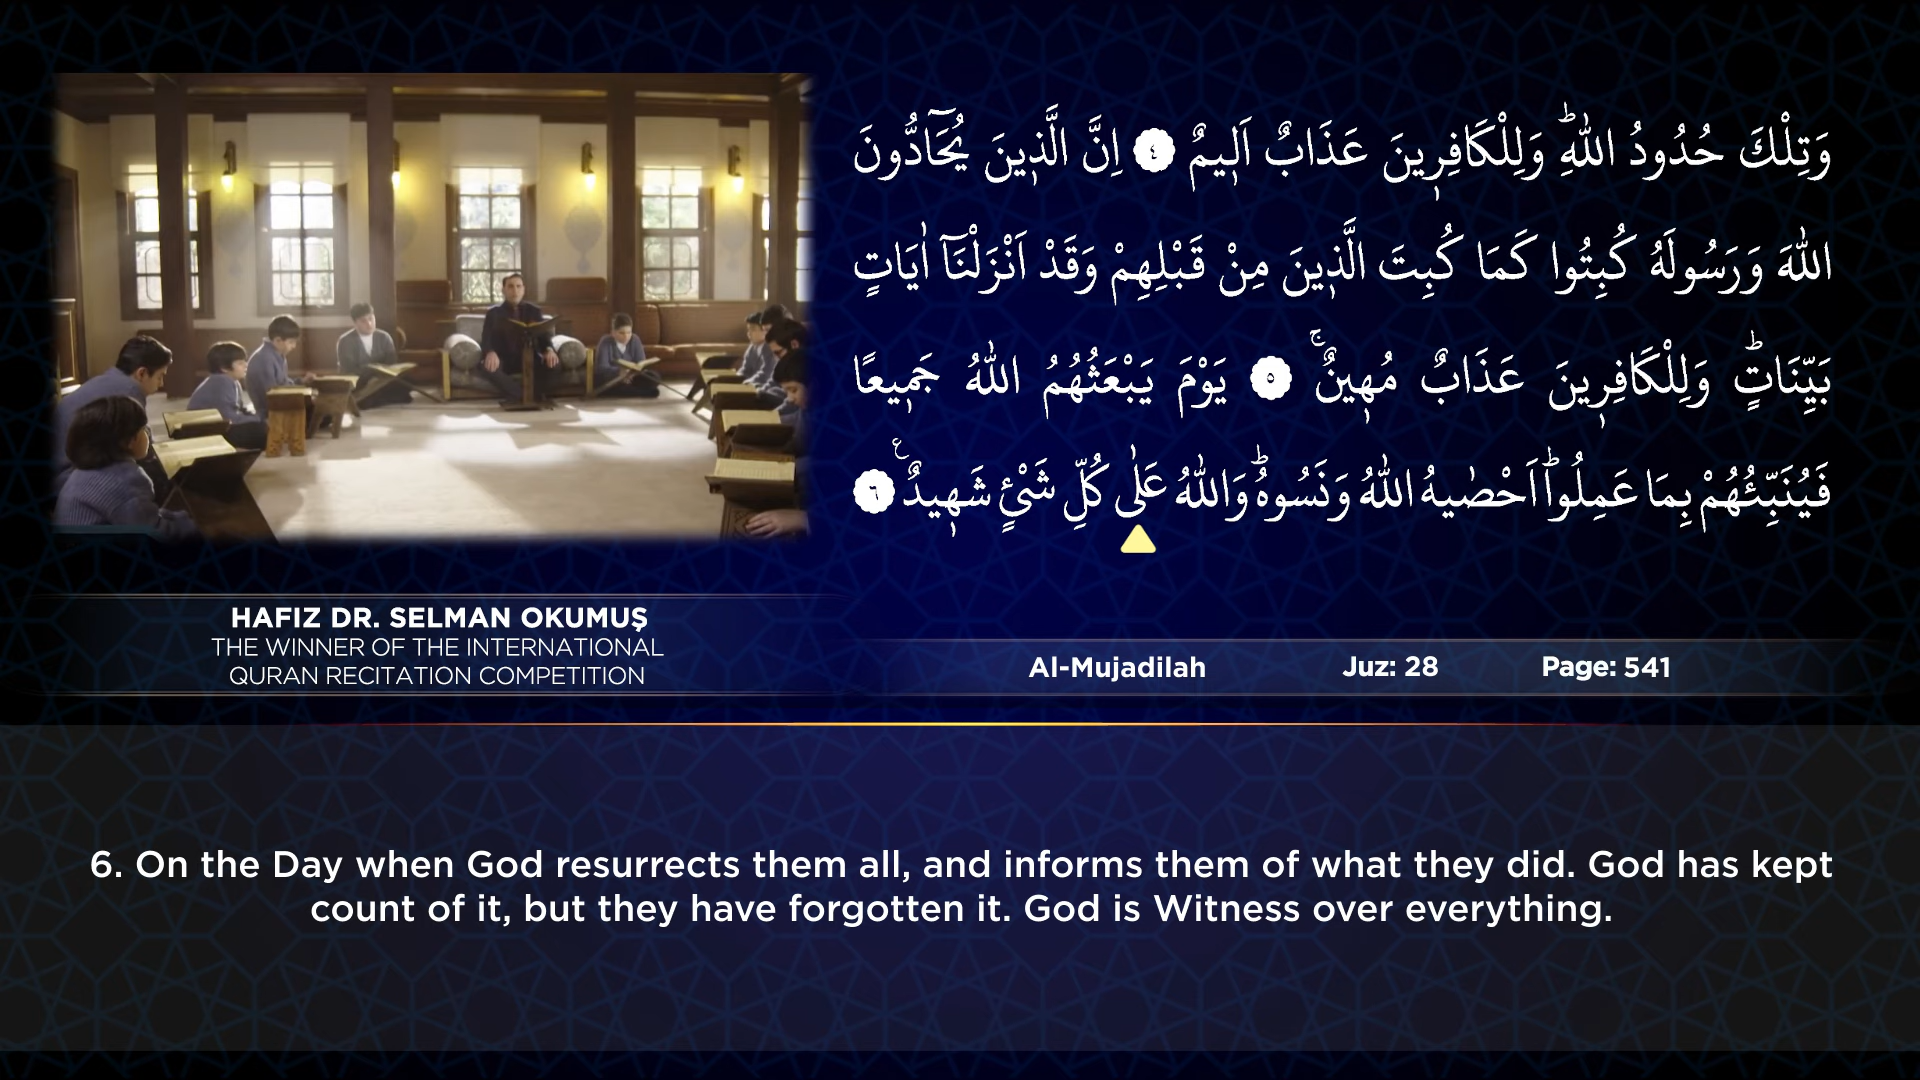 وَتِلْكَ حُدُودُ اللّٰهِۜ وَلِلْكَافِر۪ينَ عَذَابٌ اَل۪يمٌ ﴿٤﴾ اِنَّ الَّذ۪ينَ يُحَٓادُّونَ
اللّٰهَ وَرَسُولَهُ كُبِتُوا كَمَا كُبِتَ الَّذ۪ينَ مِنْ قَبْلِهِمْ وَقَدْ اَنْزَلْنَٓا اٰيَاتٍ
بَيِّنَاتٍۜ وَلِلْكَافِر۪ينَ عَذَابٌ مُه۪ينٌۚ ﴿٥﴾ يَوْمَ يَبْعَثُهُمُ اللّٰهُ جَم۪يعًا
فَيُنَبِّئُهُمْ بِمَا عَمِلُواۜ اَحْصٰيهُ اللّٰهُ وَنَسُوهُۜ وَاللّٰهُ عَلٰى كُلِّ شَيْءٍ شَه۪يدٌ۟ ﴿٦﴾
HAFIZ DR. SELMAN OKUMUŞ
THE WINNER OF THE INTERNATIONAL
QURAN RECITATION COMPETITION
Al-Mujadilah Juz: 28 Page: 541
6. On the Day when God resurrects them all, and informs them of what they did. God has kept
count of it, but they have forgotten it. God is Witness over everything.